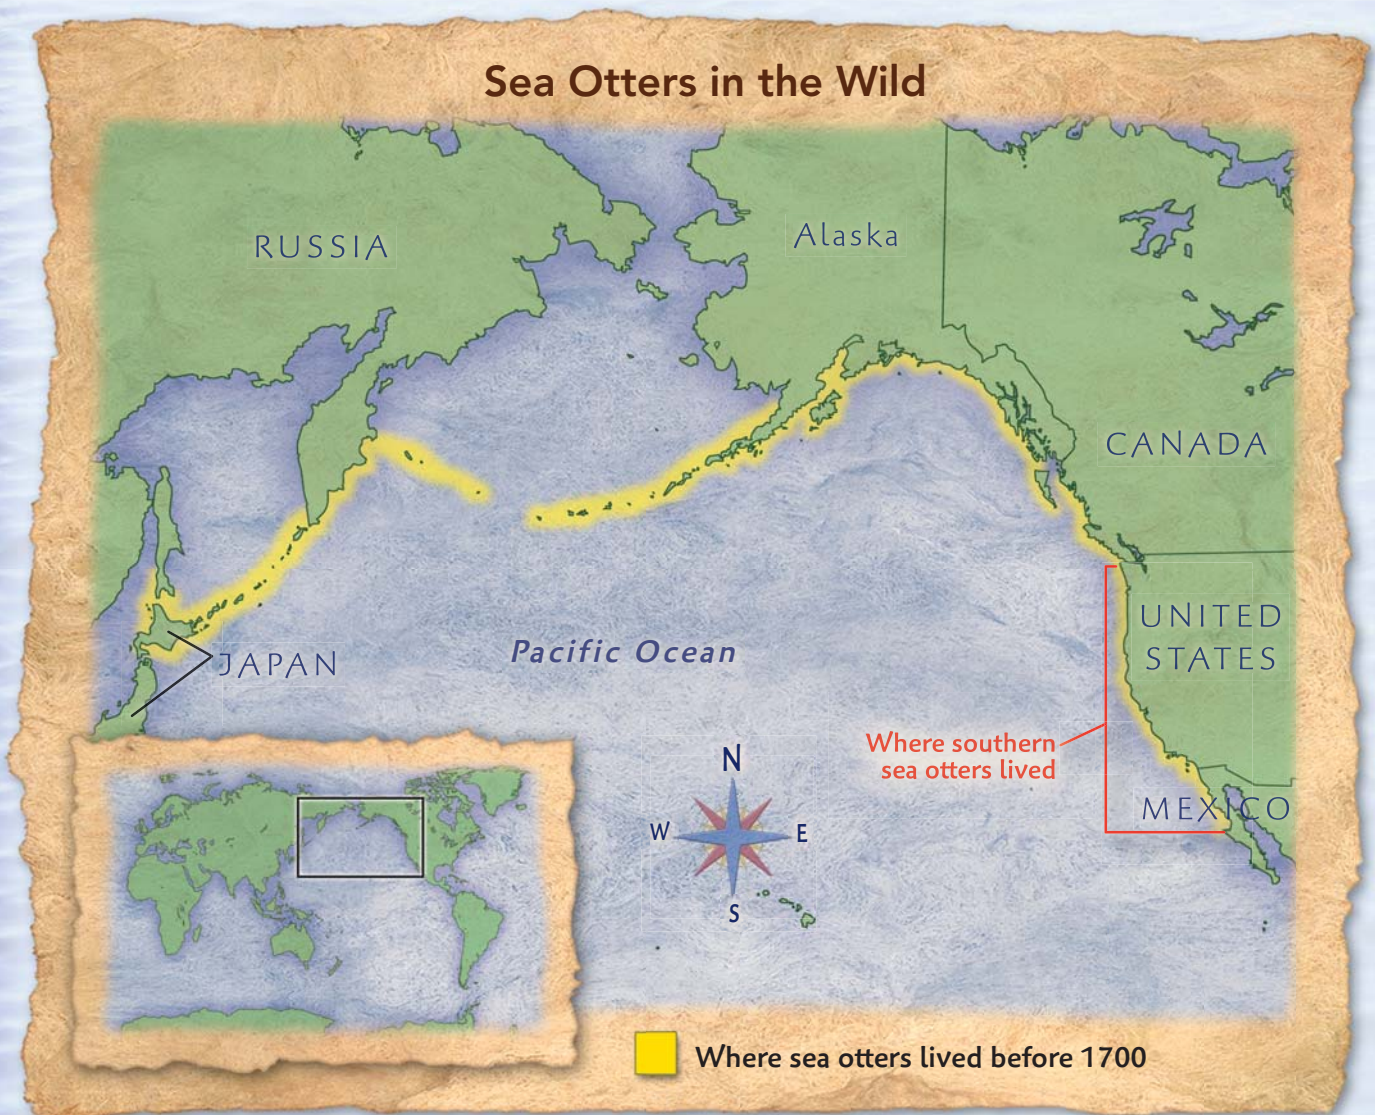 Sea Otters in the Wild
RUSSIA
Alaska
CANADA
UNITED
STATES
JAPAN
Pacific Ocean
Where southern
sea otters lived
MEXICO
N
W
E
S
Where sea otters lived before 1700